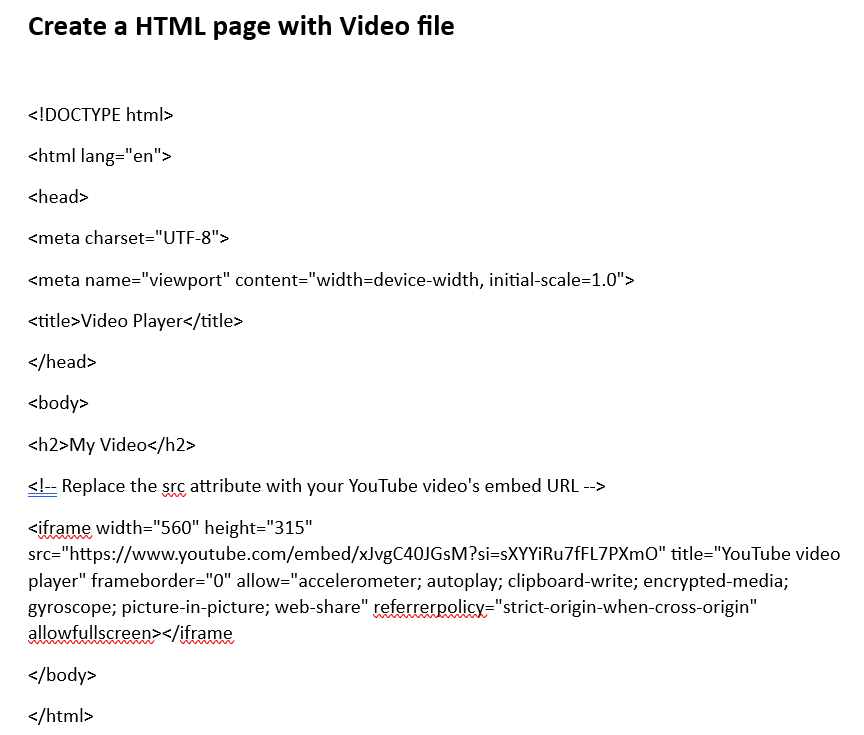 Create a HTML page with Video file
<!DOCTYPE html>
<html lang="en">
<head>
<meta charset="UTF-8">
<meta name="viewport" content="width=device-width, initial-scale=1.0">
<title>Video Player</title>
</head>
<body>
<h2>My Video</h2>
<!-- Replace the src attribute with your YouTube video's embed URL -->
<iframe width="560" height="315"
src="https://www.youtube.com/embed/xJvgC40JGsM?si=sXYYiRu7fFL7PXmO" title="YouTube video
player" frameborder="0" allow="accelerometer; autoplay; clipboard-write; encrypted-media;
gyroscope; picture-in-picture; web-share" referrerpolicy="strict-origin-when-cross-origin"
allowfullscreen></iframe
</body>
</html>